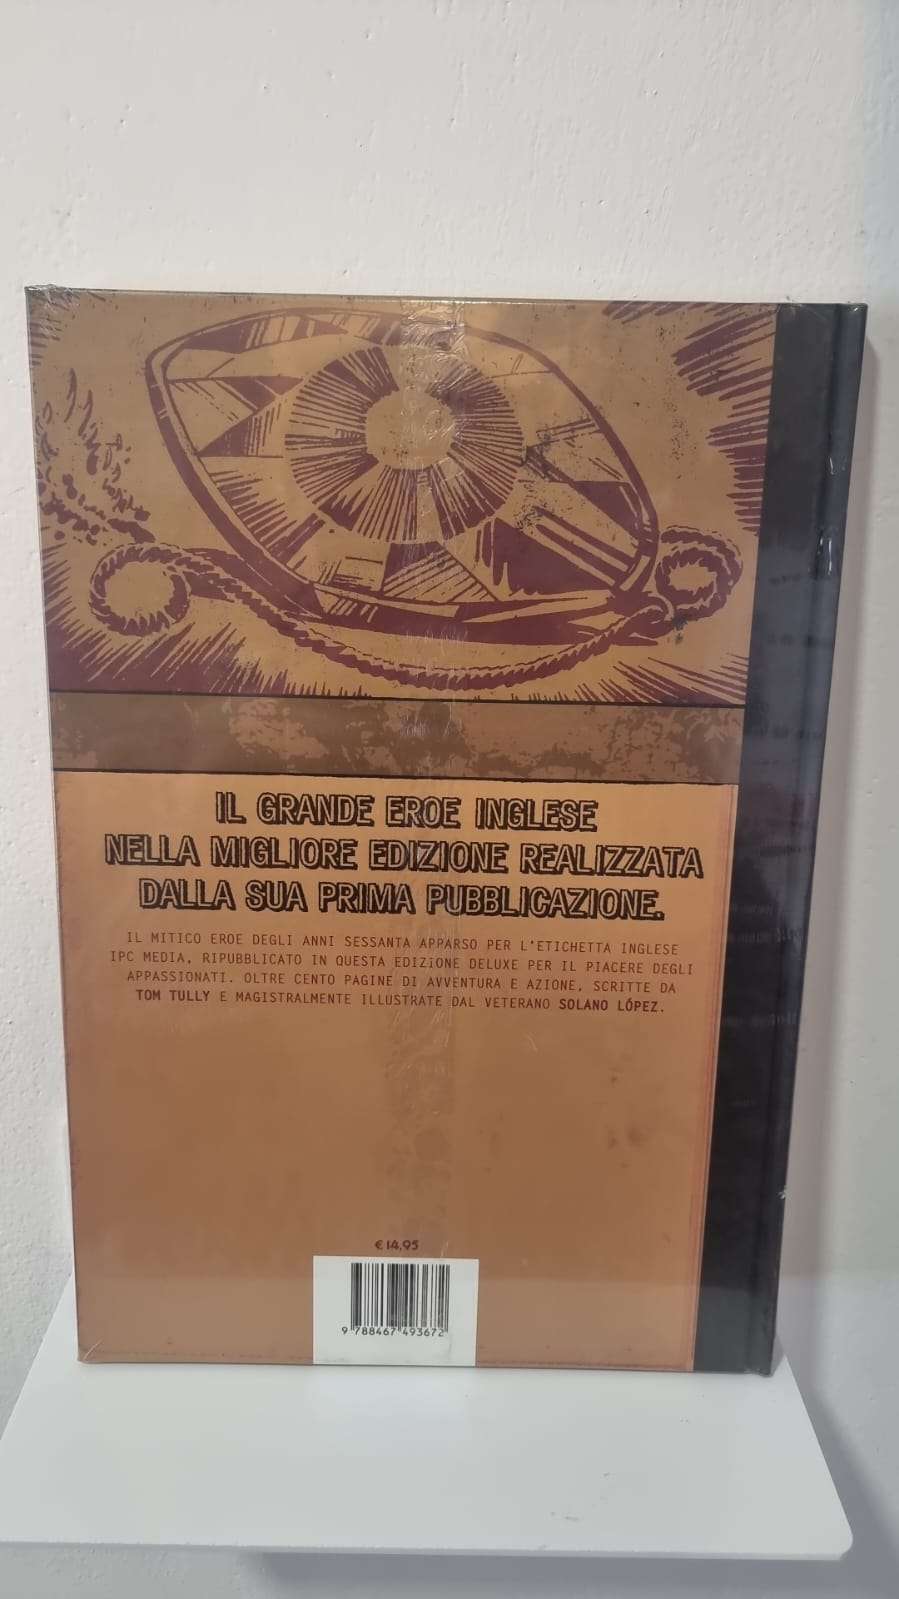 IL GRANDE EROE INGLESE
NELLA MIGLIORE EDIZIONE REALIZZATA
DALLA SUA PRIMA PUBBLICAZIONE.
IL MITICO EROE DEGLI ANNI SESSANTA APPARSO PER L'ETICHETTA INGLESE
IPC MEDIA, RIPUBBLICATO IN QUESTA EDIZIONE DELUXE PER IL PIACERE DEGLI
APPASSIONATI. OLTRE CENTO PAGINE DI AVVENTURA E AZIONE, SCRITTE DA
TOM TULLY E MAGISTRALMENTE ILLUSTRATE DAL VETERANO SOLANO LÓPEZ.
€ 14,95
9 788467 493672